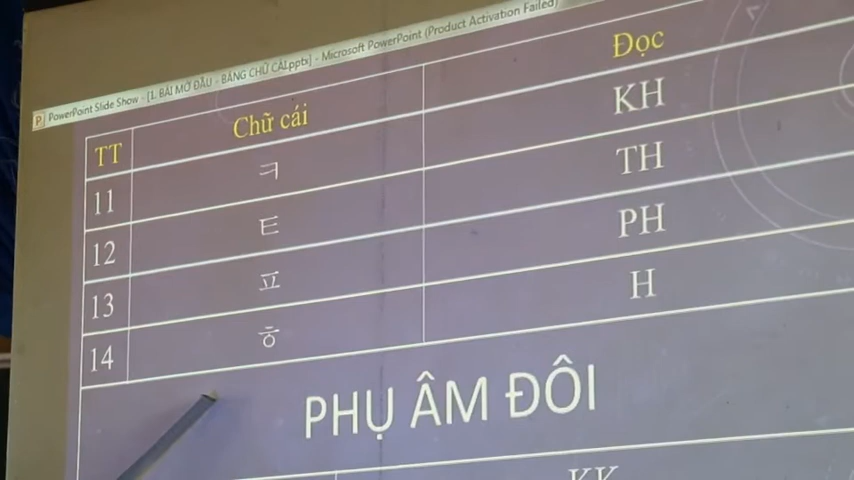 PowerPoint Slide Show - [1. BÀI MỞ ĐẦU - BẢNG CHỮ CÁI.pptx] - Microsoft PowerPoint (Product Activation Failed)
TT Chữ cái Đọc
11 ㅋ KH
12 ㅌ TH
13 ㅍ PH
14 ㅎ H
PHỤ ÂM ĐÔI
KK